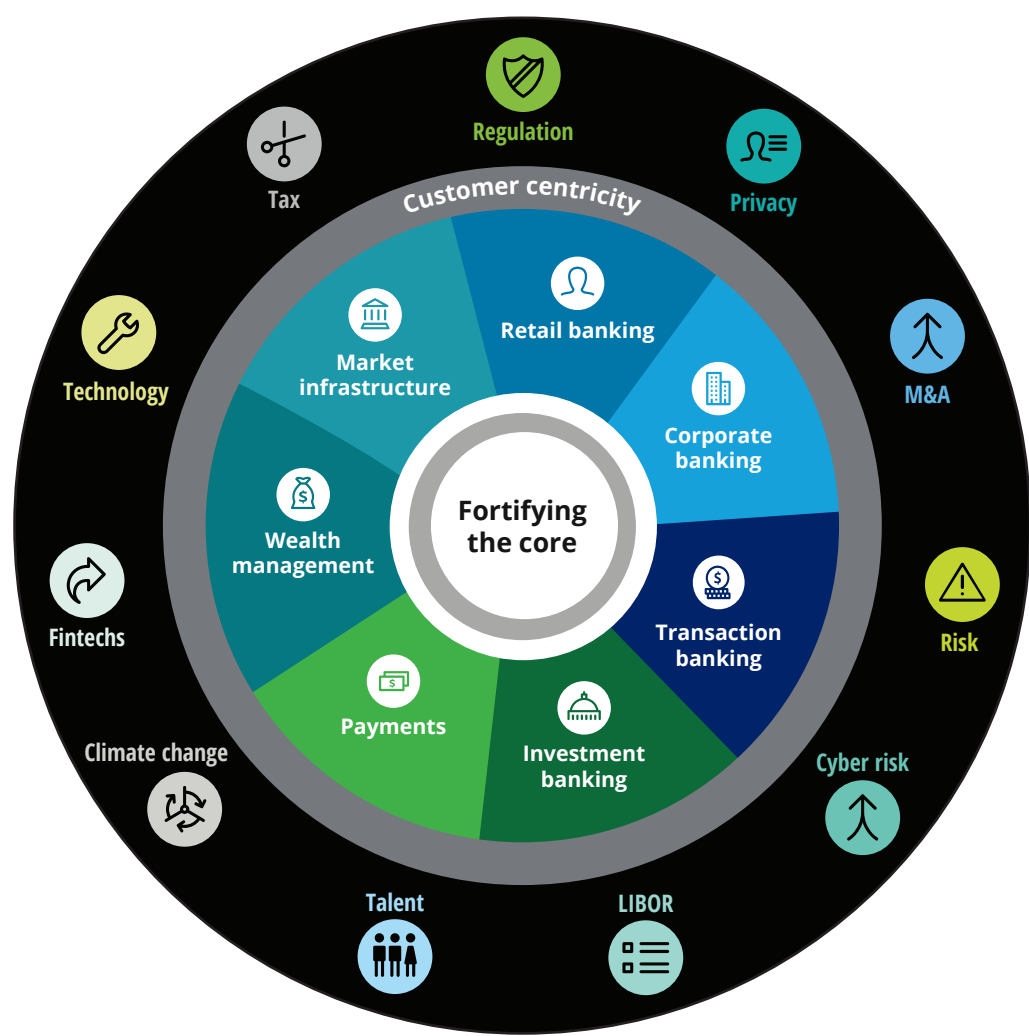 Regulation
Privacy
M&A
Risk
Cyber risk
LIBOR
Talent
Climate change
Fintechs
Technology
Tax
Customer centricity
Retail banking
Corporate
banking
$
Transaction
banking
Investment
banking
$
Payments
$
Wealth
management
Market
infrastructure
Fortifying
the core